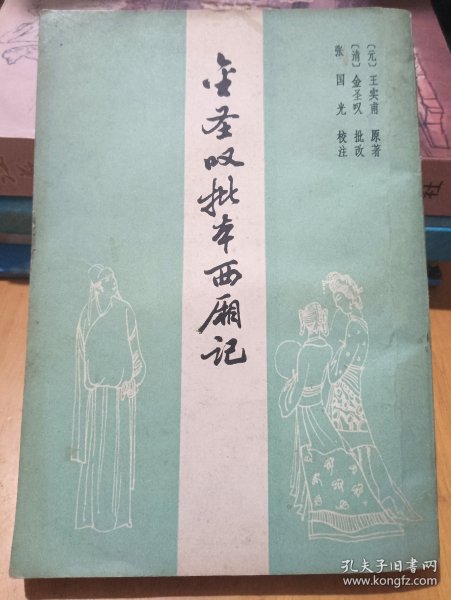 〔元〕王实甫 原著
〔清〕金圣叹 批改
张国光 校注
金圣叹批本西厢记
孔夫子旧书网
www.kongfz.com